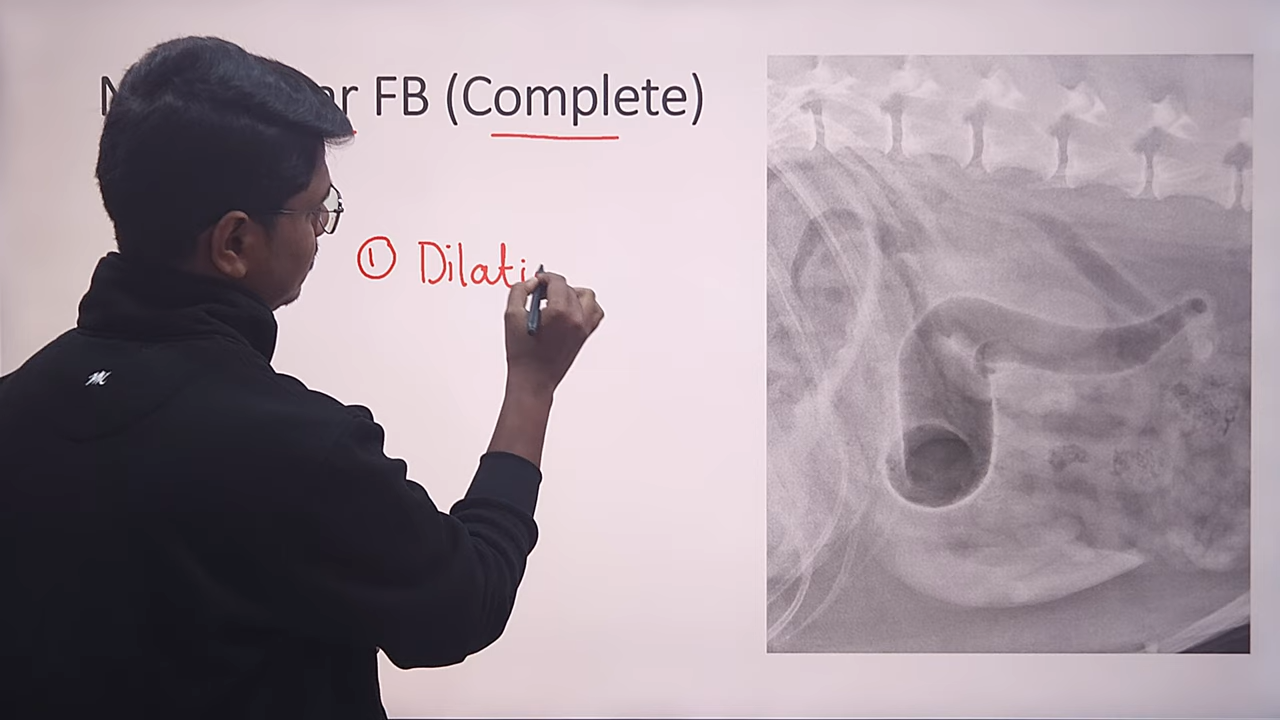 FB (Complete)
① Dilati